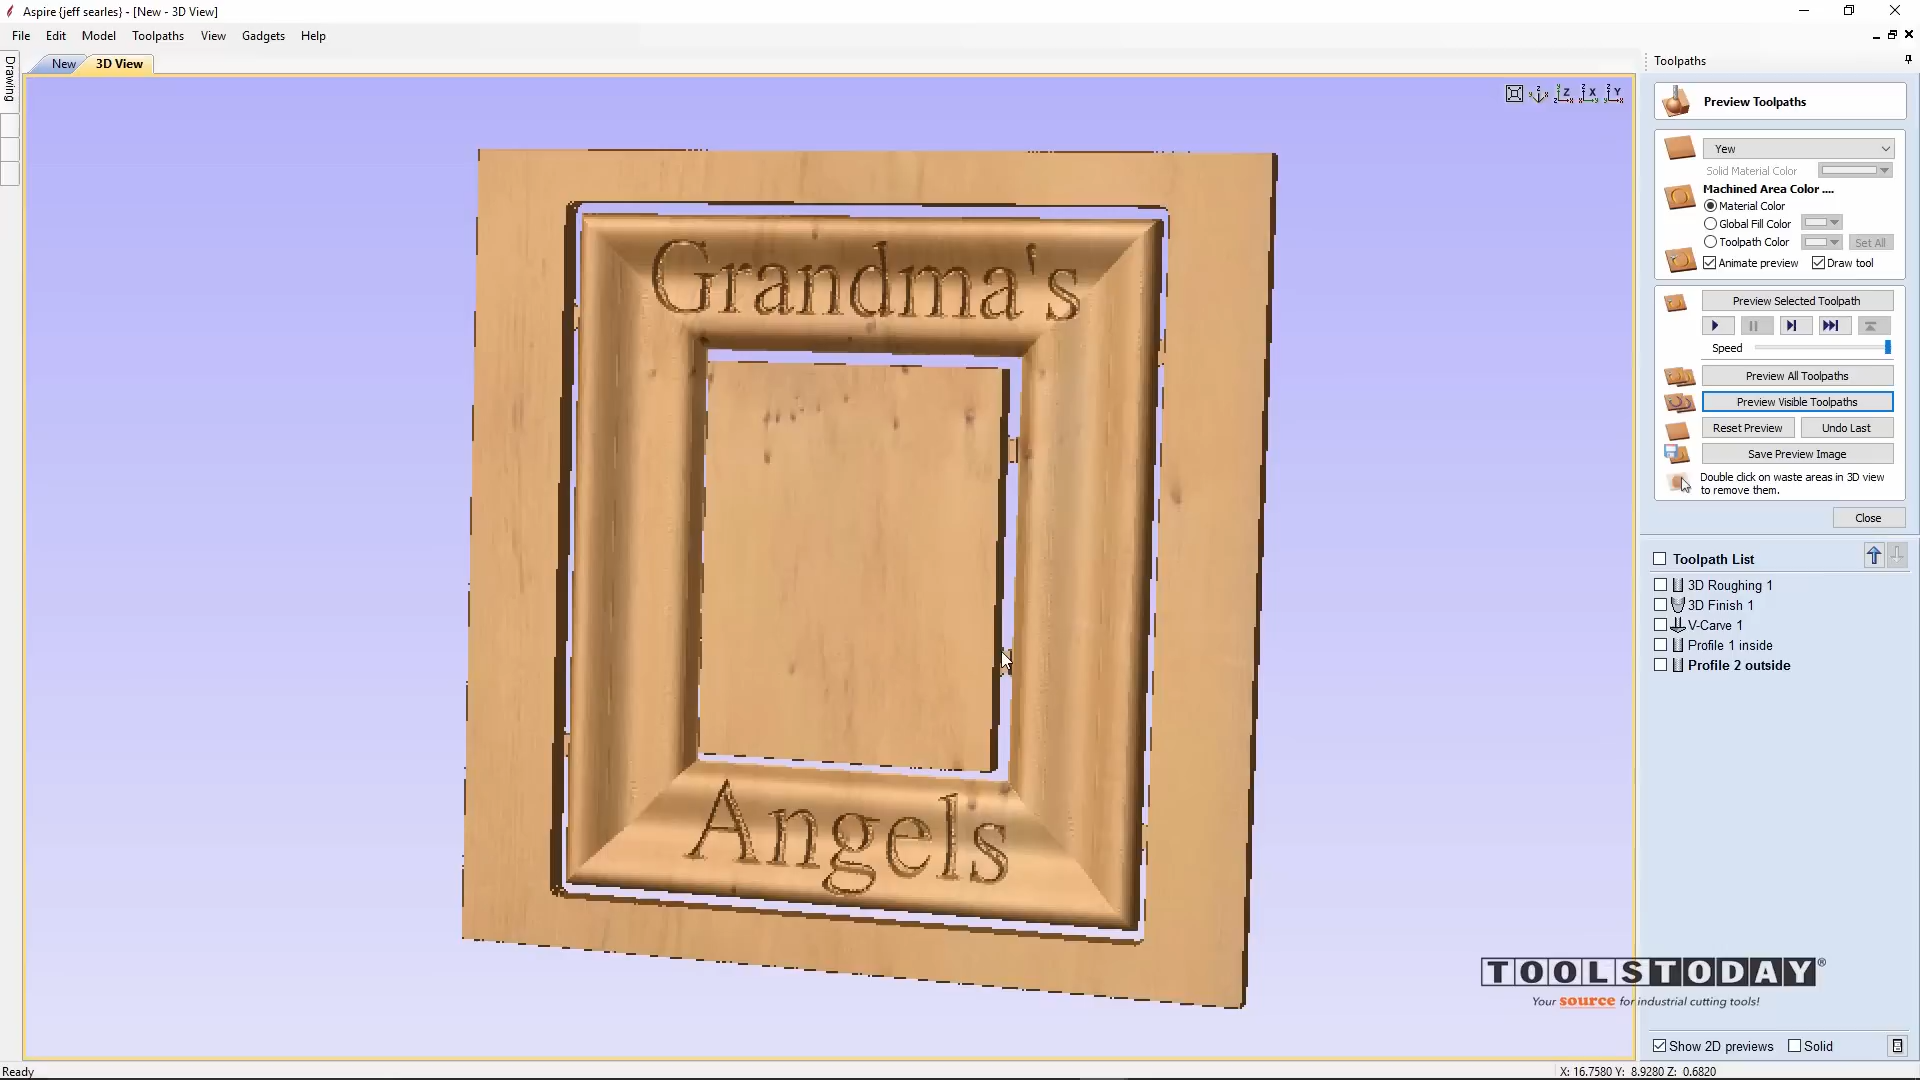 Aspire {jeff searles} - [New - 3D View]
File Edit Model Toolpaths View Gadgets Help
Drawing
New 3D View
Toolpaths
Z X Y
Preview Toolpaths
Yew
Solid Material Color
Machined Area Color ....
Material Color
Global Fill Color
Toolpath Color Set All
Animate preview Draw tool
Preview Selected Toolpath
Speed
Preview All Toolpaths
Preview Visible Toolpaths
Reset Preview Undo Last
Save Preview Image
Double click on waste areas in 3D view
to remove them.
Close
Toolpath List
3D Roughing 1
3D Finish 1
V-Carve 1
Profile 1 inside
Profile 2 outside
Grandma's
Angels
TOOLSTODAY®
Your source for industrial cutting tools!
Show 2D previews Solid
Ready
X: 16.7580 Y: 8.9280 Z: 0.6820